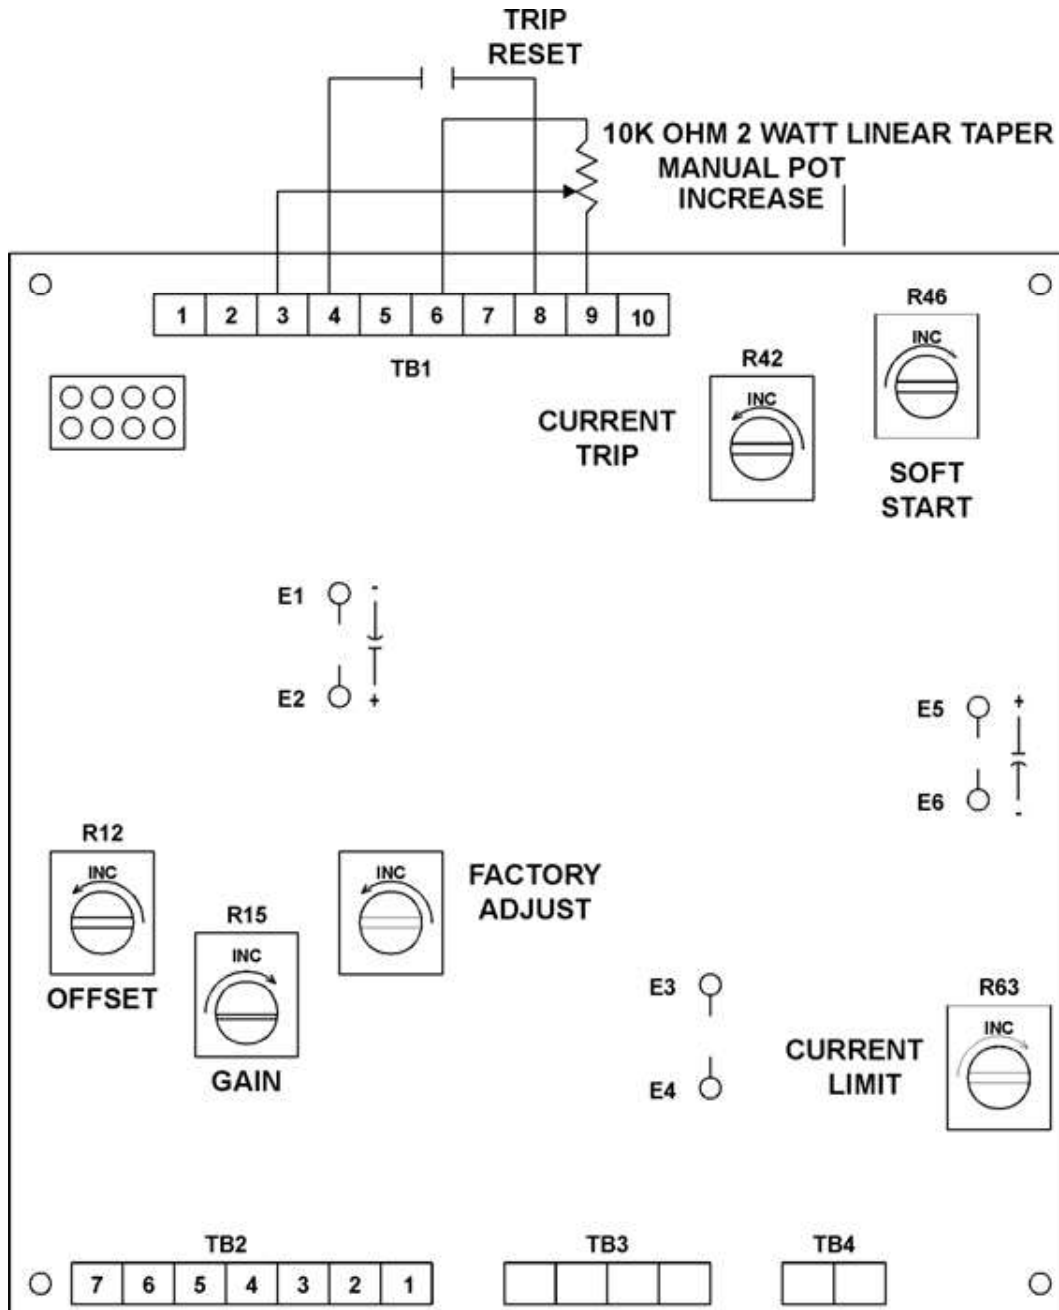 TRIP
RESET
10K OHM 2 WATT LINEAR TAPER
MANUAL POT
INCREASE
1 2 3 4 5 6 7 8 9 10
TB1
R46
INC
SOFT
START
R42
INC
CURRENT
TRIP
E1 -
E2 +
E5 +
E6 -
R12
INC
OFFSET
R15
INC
GAIN
INC
FACTORY
ADJUST
E3
E4
R63
INC
CURRENT
LIMIT
TB2
7 6 5 4 3 2 1
TB3
TB4